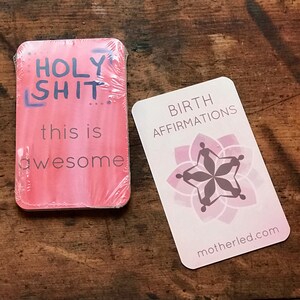 HOLY
SHIT
this is
awesome
BIRTH
AFFIRMATIONS
motherled.com